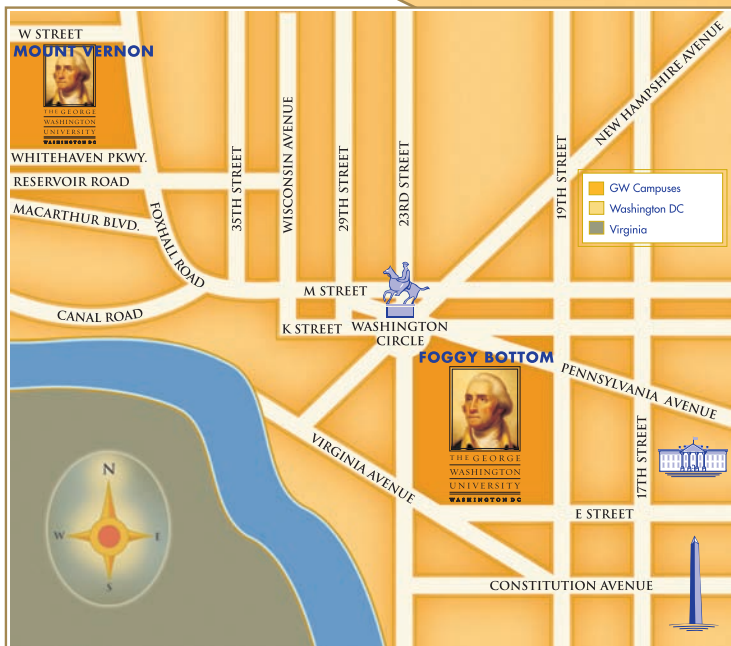 W STREET
MOUNT VERNON
THE GEORGE
WASHINGTON
UNIVERSITY
WASHINGTON DC
WHITEHAVEN PKWY.
RESERVOIR ROAD
MACARTHUR BLVD.
FOXHALL ROAD
CANAL ROAD
35TH STREET
WISCONSIN AVENUE
29TH STREET
23RD STREET
19TH STREET
NEW HAMPSHIRE AVENUE
GW Campuses
Washington DC
Virginia
M STREET
K STREET
WASHINGTON
CIRCLE
FOGGY BOTTOM
THE GEORGE
WASHINGTON
UNIVERSITY
WASHINGTON DC
PENNSYLVANIA AVENUE
VIRGINIA AVENUE
17TH STREET
E STREET
CONSTITUTION AVENUE
N
W
E
S